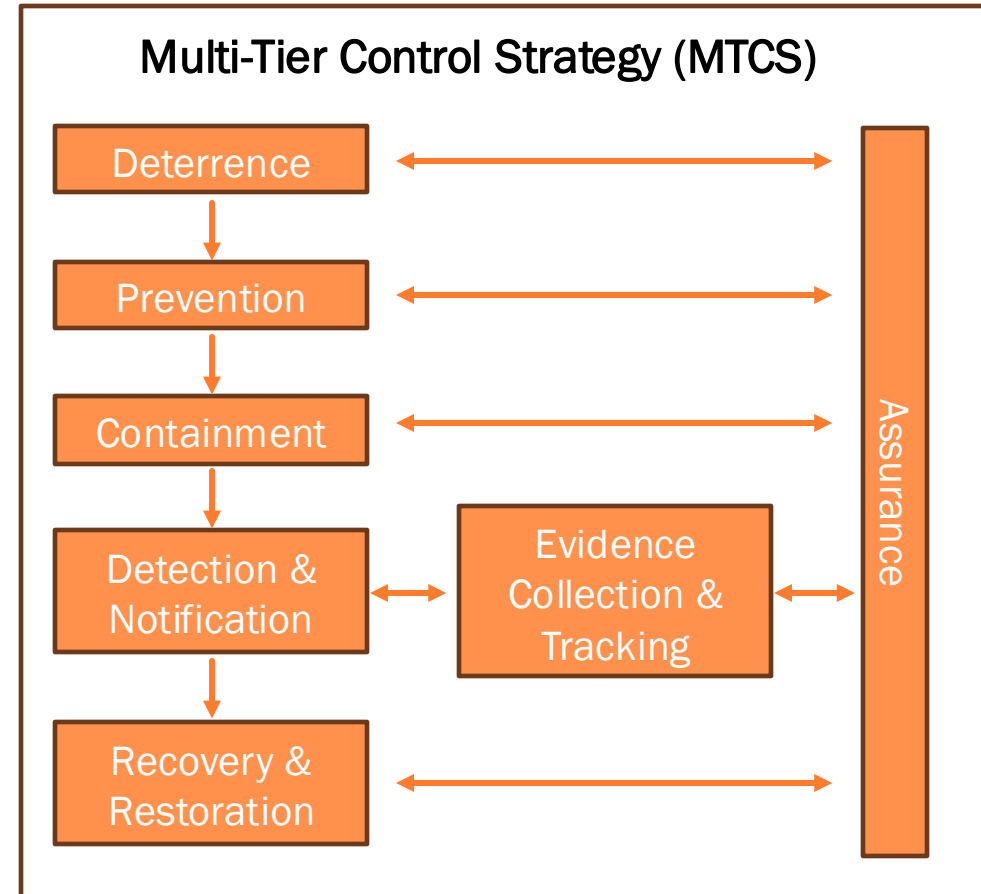 Multi-Tier Control Strategy (MTCS)
Deterrence
Prevention
Containment
Detection &
Notification
Evidence
Collection &
Tracking
Recovery &
Restoration
Assurance